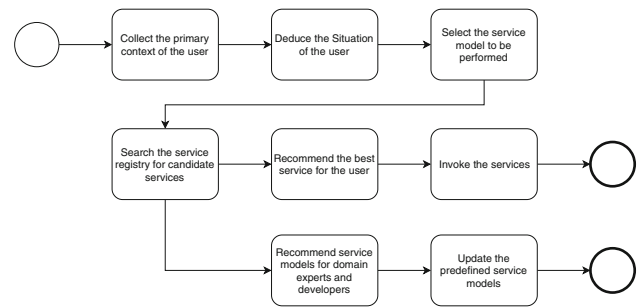 Collect the primary
context of the user
Deduce the Situation
of the user
Select the service
model to be
performed
Search the service
registry for candidate
services
Recommend the best
service for the user
Invoke the services
Recommend service
models for domain
experts and
developers
Update the
predefined service
models